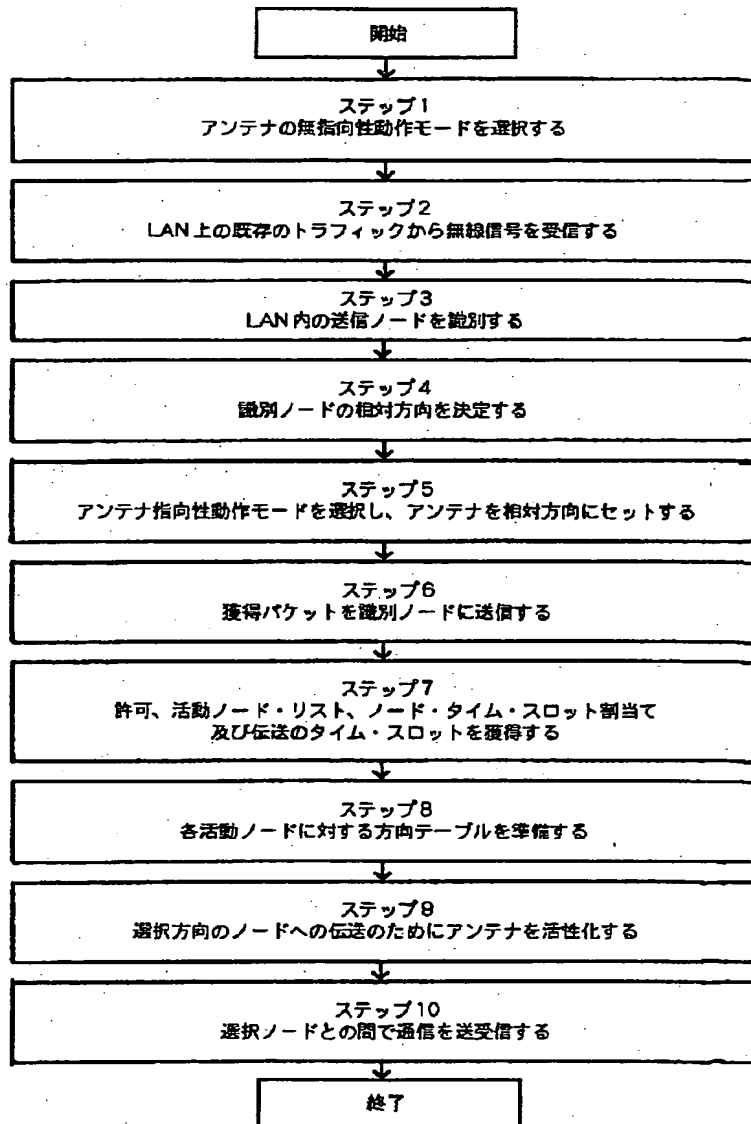 開始
ステップ1
アンテナの無指向性動作モードを選択する
ステップ2
LAN上の既存のトラフィックから無線信号を受信する
ステップ3
LAN内の送信ノードを識別する
ステップ4
識別ノードの相対方向を決定する
ステップ5
アンテナ指向性動作モードを選択し、アンテナを相対方向にセットする
ステップ6
獲得パケットを識別ノードに送信する
ステップ7
許可、活動ノード・リスト、ノード・タイム・スロット割当て
及び伝送のタイム・スロットを獲得する
ステップ8
各活動ノードに対する方向テーブルを準備する
ステップ9
選択方向のノードへの伝送のためにアンテナを活性化する
ステップ10
選択ノードとの間で通信を送受信する
終了